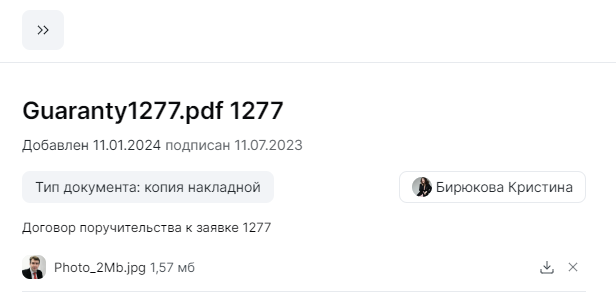 Guaranty1277.pdf 1277
Добавлен 11.01.2024 подписан 11.07.2023
Тип документа: копия накладной
Бирюкова Кристина
Договор поручительства к заявке 1277
Photo_2Mb.jpg 1,57 мб